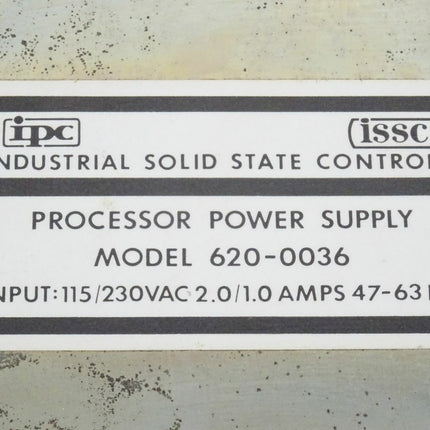 ipc issc
NDUSTRIAL SOLID STATE CONTROL
PROCESSOR POWER SUPPLY
MODEL 620-0036
NPUT: 115/230VAC 2.0/1.0 AMPS 47-63